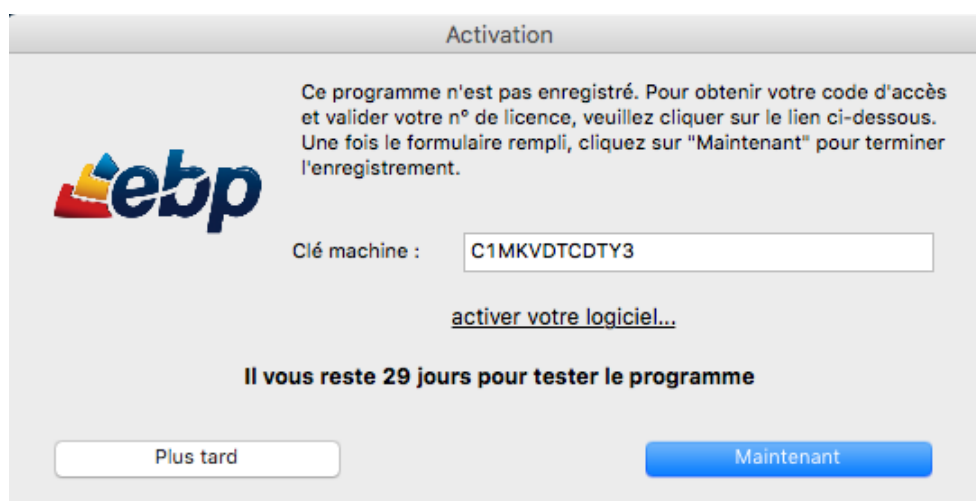 Activation
Ce programme n'est pas enregistré. Pour obtenir votre code d'accès
et valider votre n° de licence, veuillez cliquer sur le lien ci-dessous.
Une fois le formulaire rempli, cliquez sur "Maintenant" pour terminer
l'enregistrement.
ebp
Clé machine : C1MKVDTCDTY3
activer votre logiciel...
Il vous reste 29 jours pour tester le programme
Plus tard Maintenant